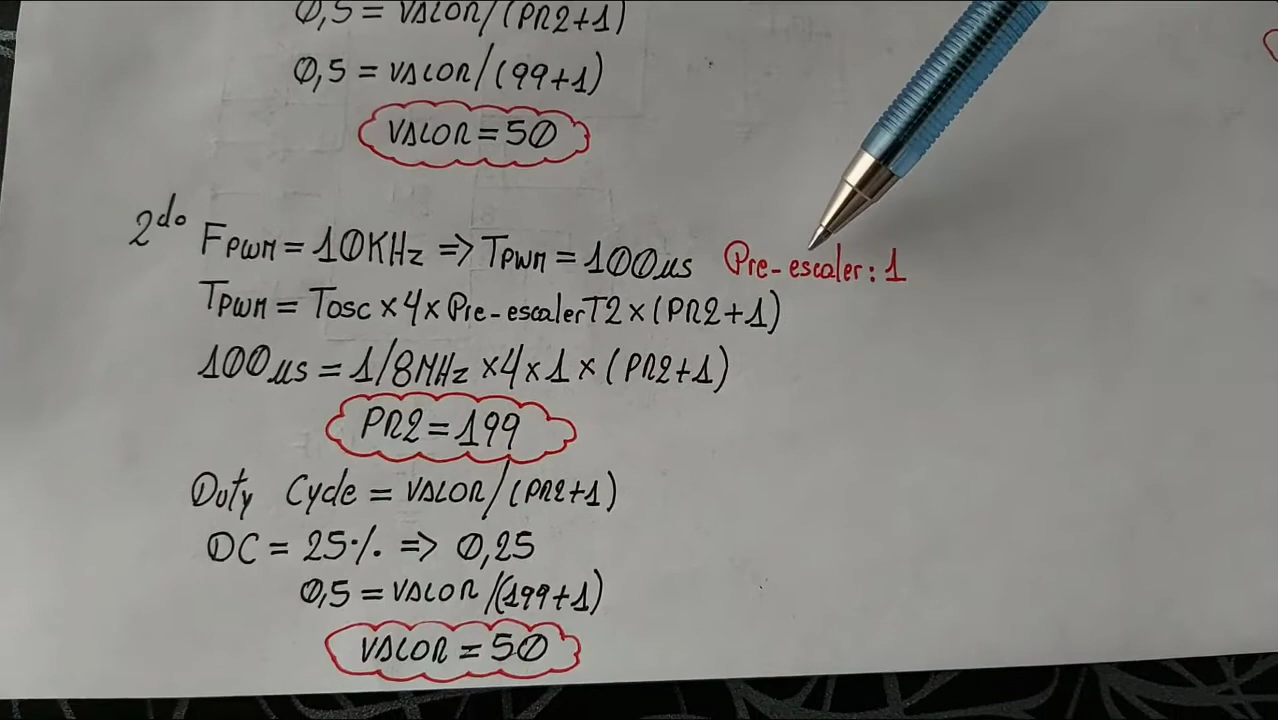 0,5 = VALOR/(PR2+1)
0,5 = VALOR/(99+1)
VALOR = 50
2do FPWM = 10KHz => TPWM = 100us Pre-escaler: 1
TPWM = Tosc x 4 x Pre-escalerT2 x (PR2+1)
100us = 1/8MHz x4x1x (PR2+1)
PR2 = 199
Duty Cycle = VALOR/(PR2+1)
DC = 25% => 0,25
0,5 = VALOR/(199+1)
VALOR = 50